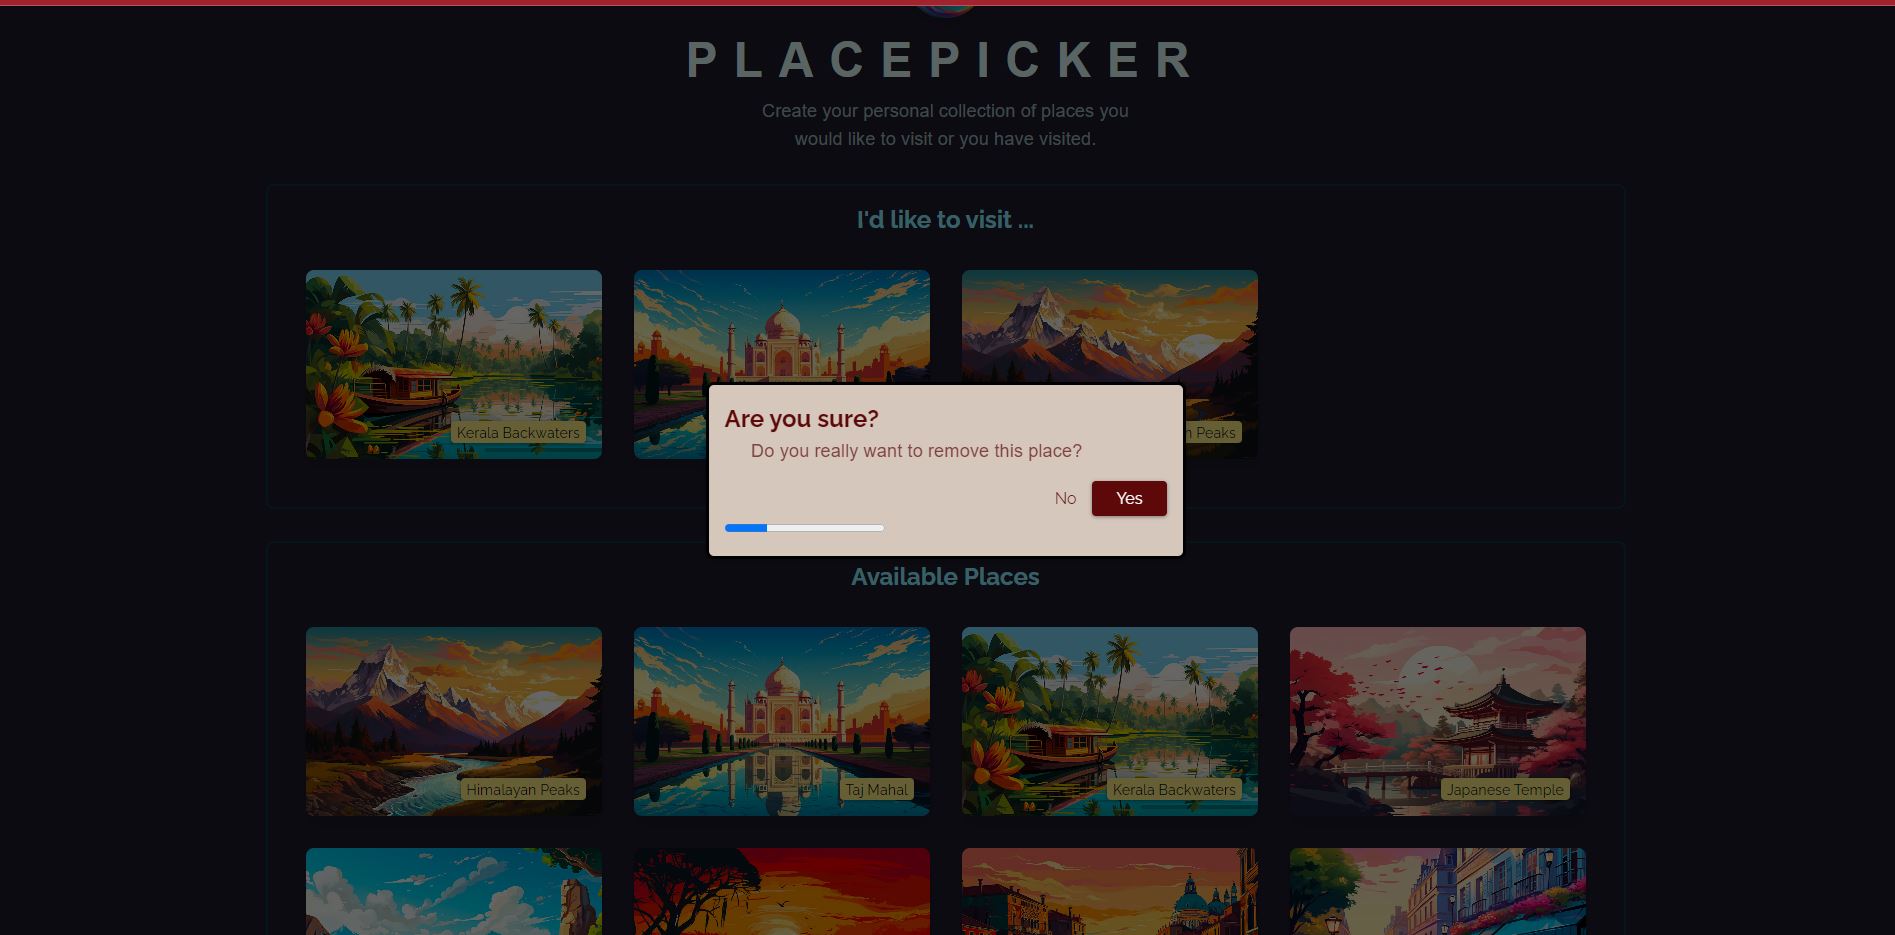 PLACEPICKER
Create your personal collection of places you
would like to visit or you have visited.
I'd like to visit ...
Kerala Backwaters
Peaks
Are you sure?
Do you really want to remove this place?
No
Yes
Available Places
Himalayan Peaks
Taj Mahal
Kerala Backwaters
Japanese Temple